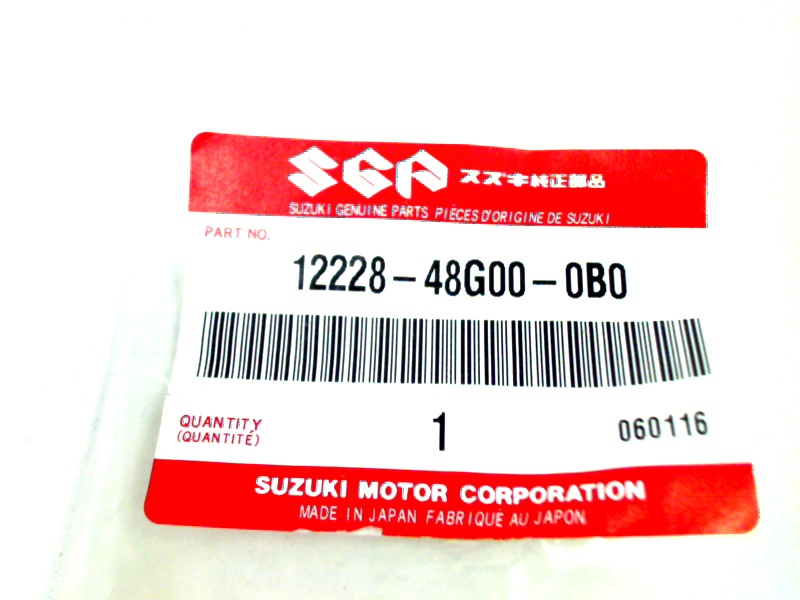 SGP スズキ純正部品
SUZUKI GENUINE PARTS PIÈCES D'ORIGINE DE SUZUKI
PART NO.
12228-48G00-0B0
QUANTITY
(QUANTITÉ)
1
060116
SUZUKI MOTOR CORPORATION
MADE IN JAPAN FABRIQUÉ AU JAPON